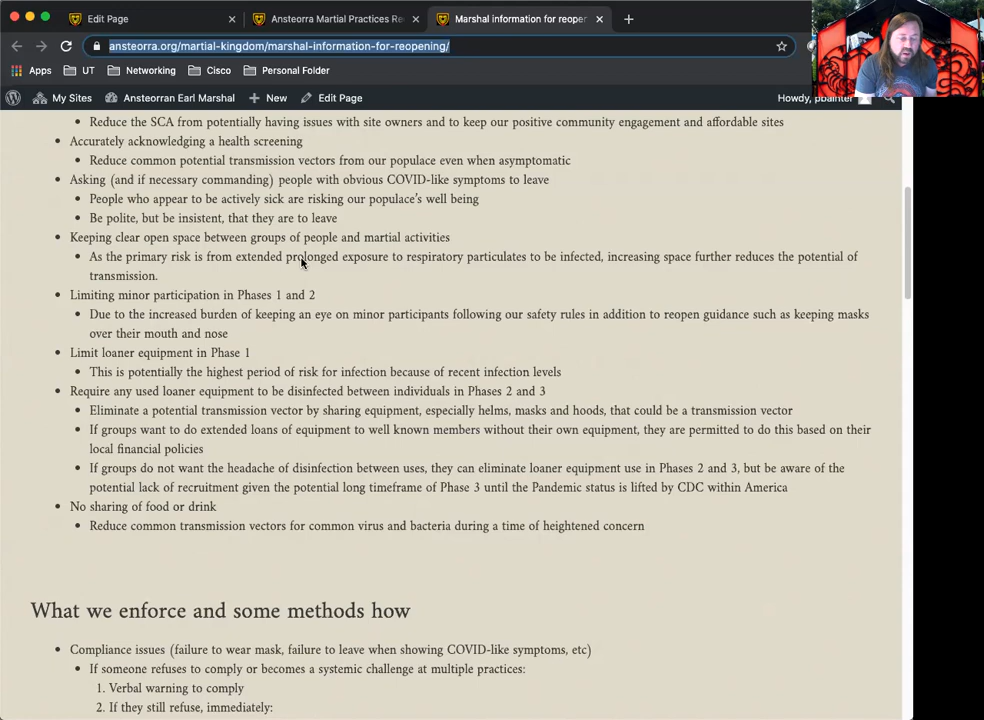 Edit Page
Ansteorra Martial Practices Re
Marshal information for reoper
ansteorra.org/martial-kingdom/marshal-information-for-reopening/
Apps UT Networking Cisco Personal Folder
My Sites Ansteorran Earl Marshal New Edit Page Howdy, pbainter
Reduce the SCA from potentially having issues with site owners and to keep our positive community engagement and affordable sites
Accurately acknowledging a health screening
Reduce common potential transmission vectors from our populace even when asymptomatic
Asking (and if necessary commanding) people with obvious COVID-like symptoms to leave
People who appear to be actively sick are risking our populace's well being
Be polite, but be insistent, that they are to leave
Keeping clear open space between groups of people and martial activities
As the primary risk is from extended prolonged exposure to respiratory particulates to be infected, increasing space further reduces the potential of
transmission.
Limiting minor participation in Phases 1 and 2
Due to the increased burden of keeping an eye on minor participants following our safety rules in addition to reopen guidance such as keeping masks
over their mouth and nose
Limit loaner equipment in Phase 1
This is potentially the highest period of risk for infection because of recent infection levels
Require any used loaner equipment to be disinfected between individuals in Phases 2 and 3
Eliminate a potential transmission vector by sharing equipment, especially helms, masks and hoods, that could be a transmission vector
If groups want to do extended loans of equipment to well known members without their own equipment, they are permitted to do this based on their
local financial policies
If groups do not want the headache of disinfection between uses, they can eliminate loaner equipment use in Phases 2 and 3, but be aware of the
potential lack of recruitment given the potential long timeframe of Phase 3 until the Pandemic status is lifted by CDC within America
No sharing of food or drink
Reduce common transmission vectors for common virus and bacteria during a time of heightened concern
What we enforce and some methods how
Compliance issues (failure to wear mask, failure to leave when showing COVID-like symptoms, etc)
If someone refuses to comply or becomes a systemic challenge at multiple practices:
1. Verbal warning to comply
2. If they still refuse, immediately: